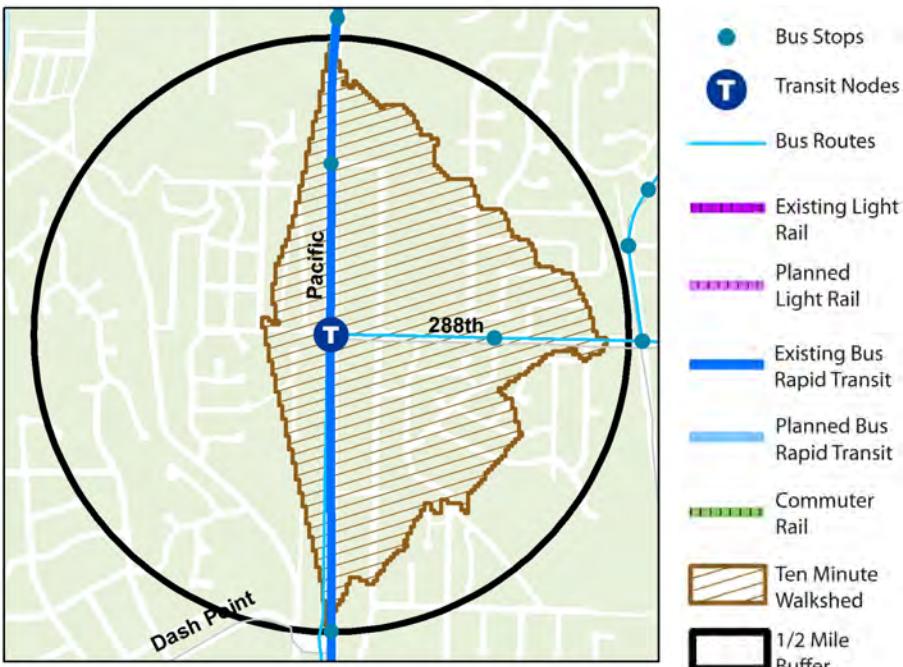 Pacific
288th
Dash Point
T
Bus Stops
T
Transit Nodes
Bus Routes
Existing Light
Rail
Planned
Light Rail
Existing Bus
Rapid Transit
Planned Bus
Rapid Transit
Commuter
Rail
Ten Minute
Walkshed
1/2 Mile
Buffer